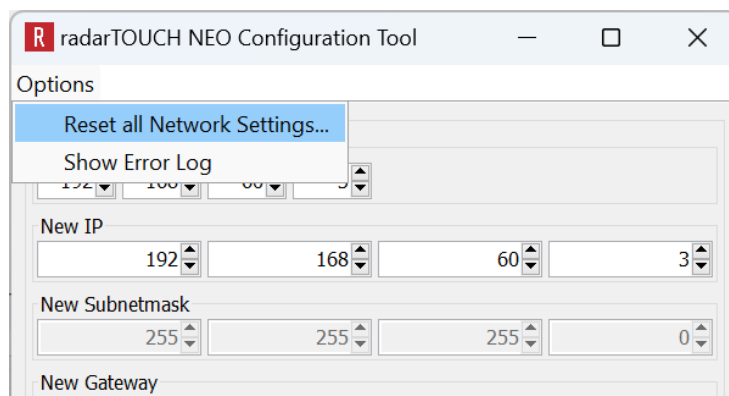 R radarTOUCH NEO Configuration Tool
Options
Reset all Network Settings...
Show Error Log
New IP
192 168 60 3
New Subnetmask
255 255 255 0
New Gateway